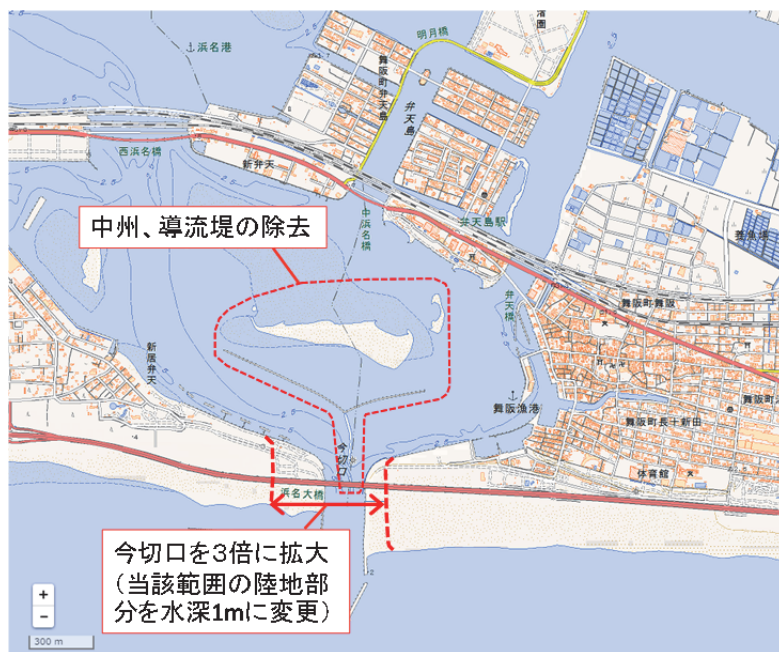 浜名港
明月橋
渚園
舞阪町弁天島
弁天島
西浜名橋
新弁天
中州、導流堤の除去
中浜名橋
弁天島駅
養魚場
弁天橋
舞阪町舞阪
新居弁天
舞阪漁港
舞阪町長十新田
今切口
体育館
浜名大橋
今切口を3倍に拡大
(当該範囲の陸地部
分を水深1mに変更)
+
−
300 m